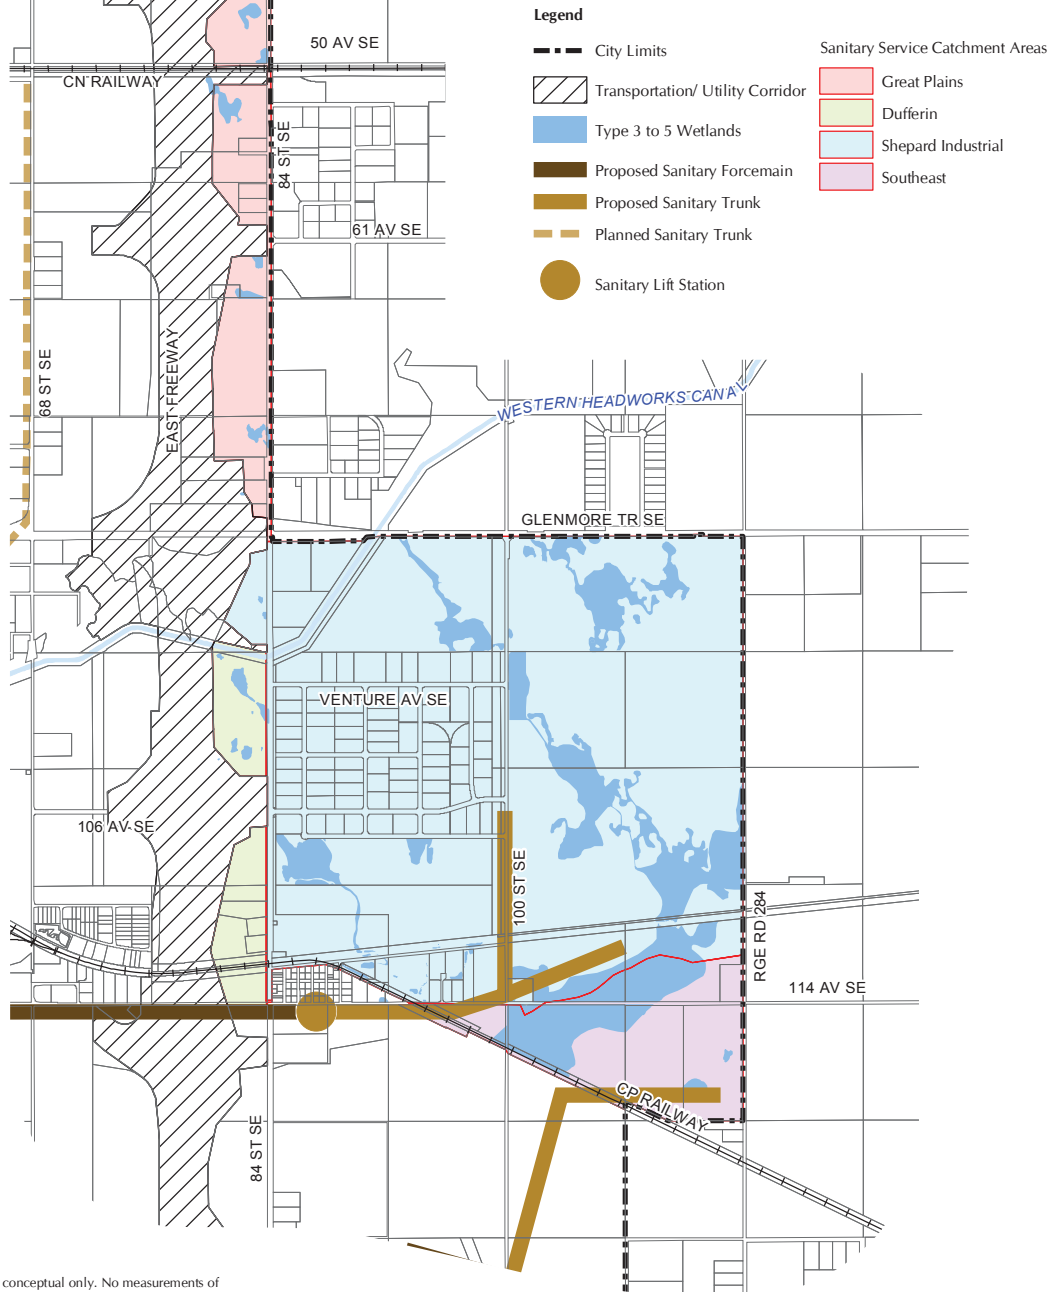 Legend
City Limits
Transportation/ Utility Corridor
Type 3 to 5 Wetlands
Proposed Sanitary Forcemain
Proposed Sanitary Trunk
Planned Sanitary Trunk
Sanitary Lift Station
Sanitary Service Catchment Areas
Great Plains
Dufferin
Shepard Industrial
Southeast
50 AV SE
CN RAILWAY
84 ST SE
61 AV SE
68 ST SE
EAST FREEWAY
WESTERN HEADWORKS CANAL
GLENMORE TR SE
VENTURE AV SE
106 AV SE
100 ST SE
RGE RD 284
114 AV SE
CP RAILWAY
84 ST SE
conceptual only. No measurements of